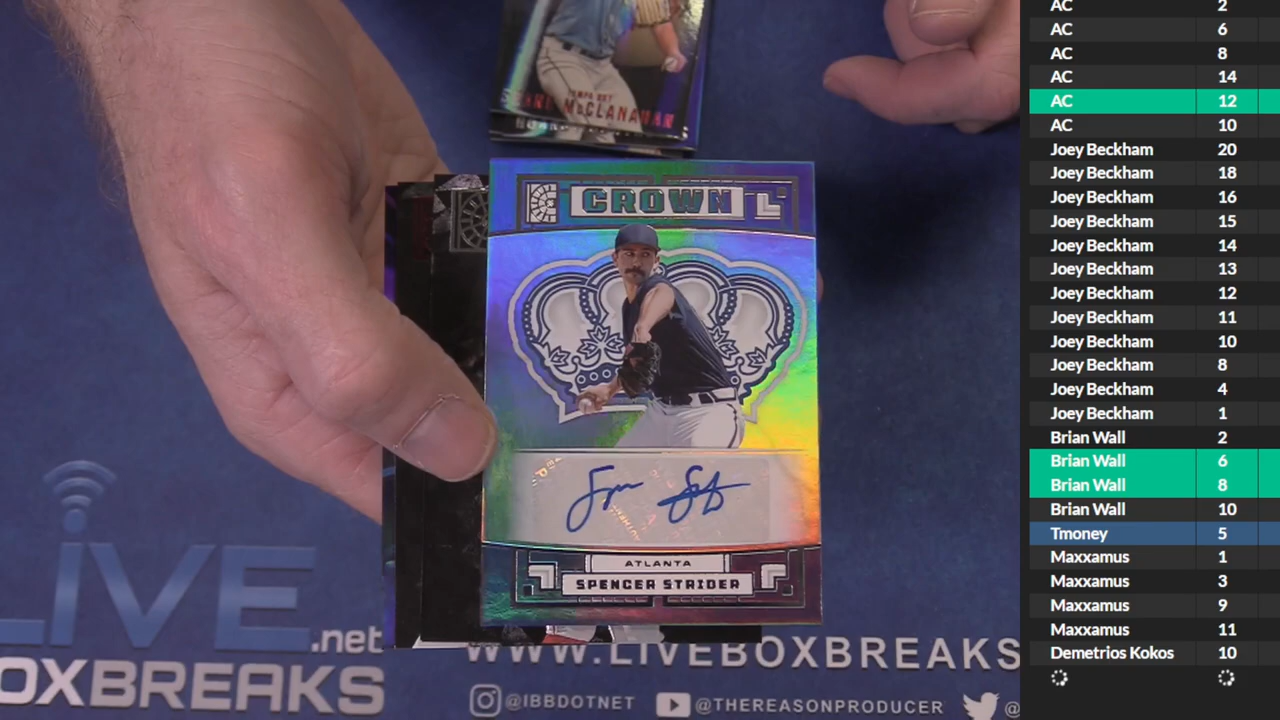 TAMPA BAY
McCLANAHAN
CROWN
ATLANTA
SPENCER STRIDER
LIVE.net
BOXBREAKS
WWW.LIVEBOXBREAKS
@IBBDOTNET
@THEREASONPRODUCER
@
AC 2
AC 6
AC 8
AC 14
AC 12
AC 10
Joey Beckham 20
Joey Beckham 18
Joey Beckham 16
Joey Beckham 15
Joey Beckham 14
Joey Beckham 13
Joey Beckham 12
Joey Beckham 11
Joey Beckham 10
Joey Beckham 8
Joey Beckham 4
Joey Beckham 1
Brian Wall 2
Brian Wall 6
Brian Wall 8
Brian Wall 10
Tmoney 5
Maxxamus 1
Maxxamus 3
Maxxamus 9
Maxxamus 11
Demetrios Kokos 10